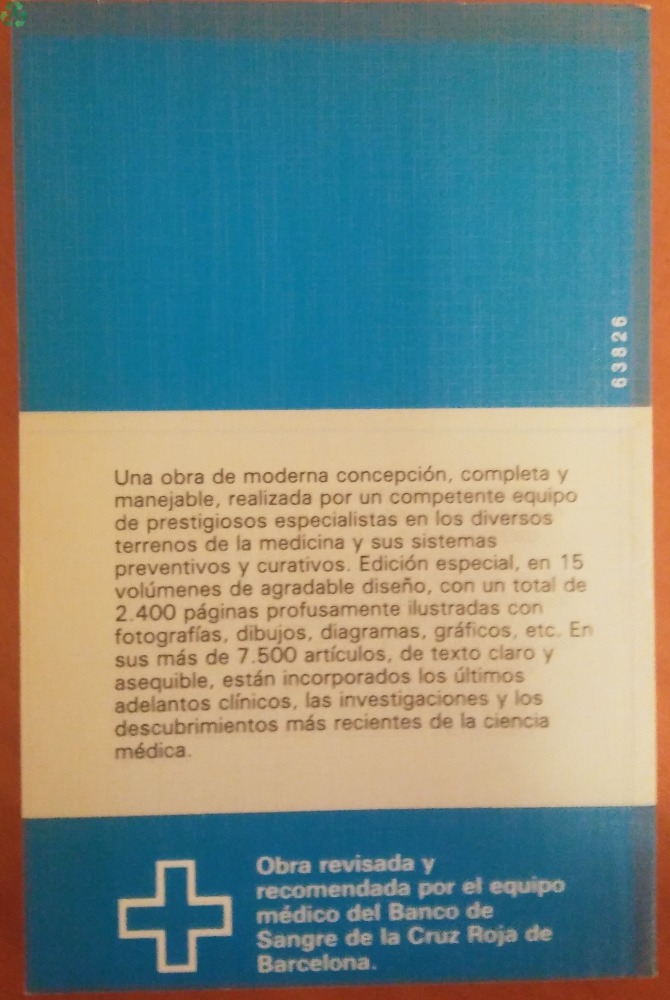 63826
Una obra de moderna concepción, completa y
manejable, realizada por un competente equipo
de prestigiosos especialistas en los diversos
terrenos de la medicina y sus sistemas
preventivos y curativos. Edición especial, en 15
volúmenes de agradable diseño, con un total de
2.400 páginas profusamente ilustradas con
fotografías, dibujos, diagramas, gráficos, etc. En
sus más de 7.500 artículos, de texto claro y
asequible, están incorporados los últimos
adelantos clínicos, las investigaciones y los
descubrimientos más recientes de la ciencia
médica.
Obra revisada y
recomendada por el equipo
médico del Banco de
Sangre de la Cruz Roja de
Barcelona.